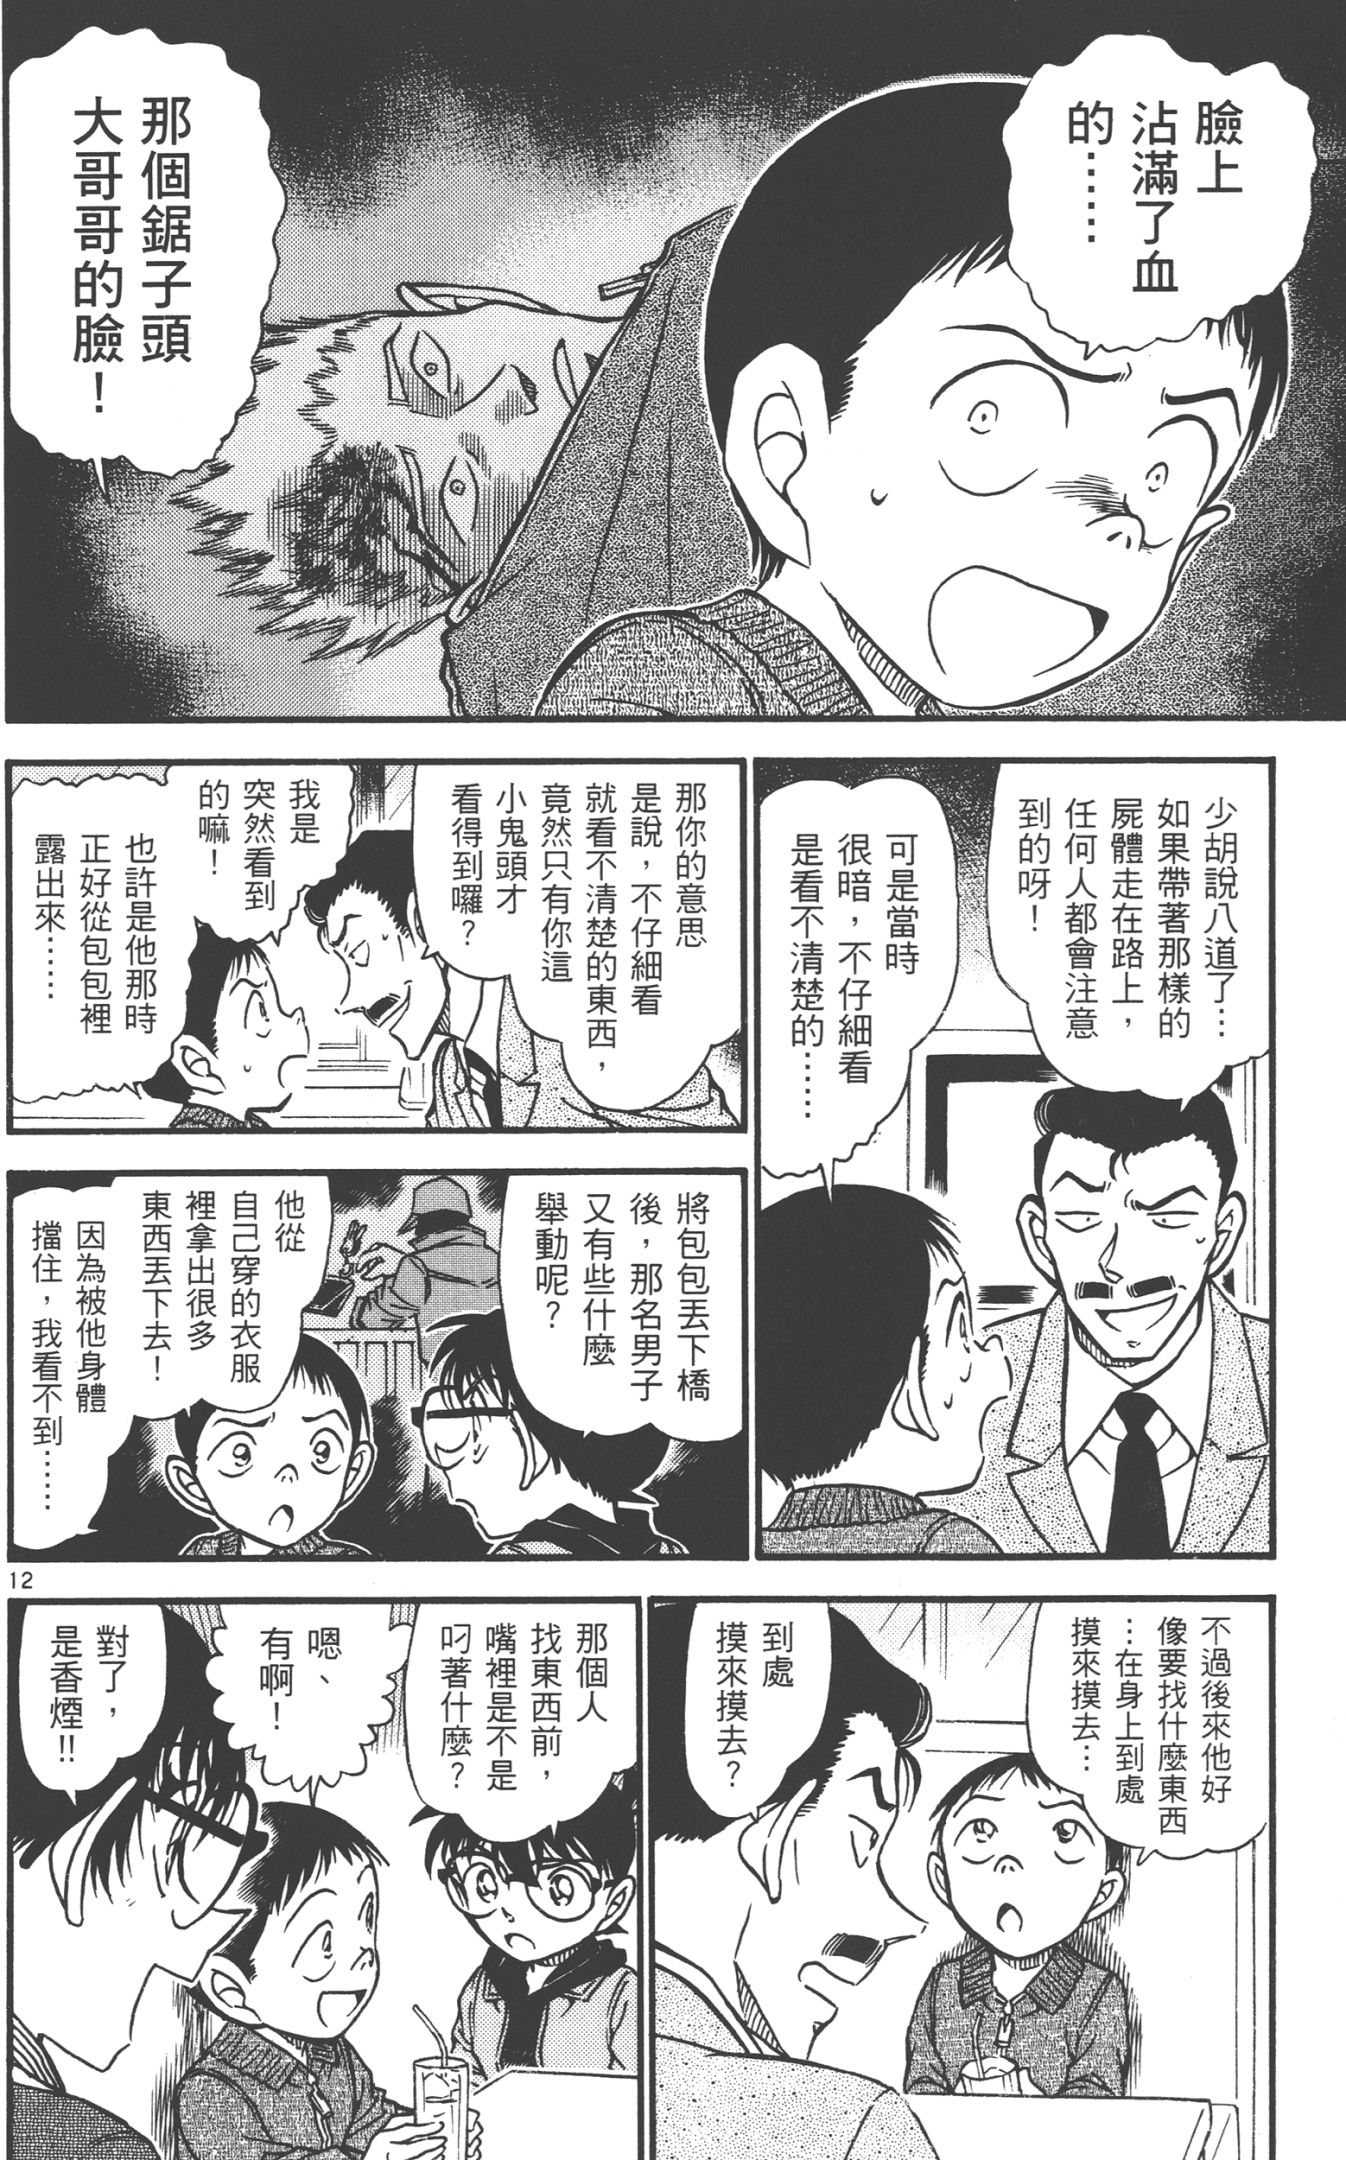 臉上
沾滿了血
的……
那個鋸子頭
大哥哥的臉！
少胡說八道了…
如果帶著那樣的
屍體走在路上，
任何人都會注意
到的呀！
可是當時
很暗，不仔細看
是看不清楚的……
那你的意思
是說，不仔細看
就看不清楚的東西，
竟然只有你這
小鬼頭才
看得到囉？
我是
突然看到
的嘛！
也許是他那時
正好從包包裡
露出來……
將包包丟下橋
後，那名男子
又有些什麼
舉動呢？
他從
自己穿的衣服
裡拿出很多
東西丟下去！
因為被他身體
擋住，我看不到……
12
不過後來他好
像要找什麼東西
…在身上到處
摸來摸去…
到處
摸來摸去？
那個人
找東西前，
嘴裡是不是
叼著什麼？
嗯、
有啊！
對了，
是香煙!!